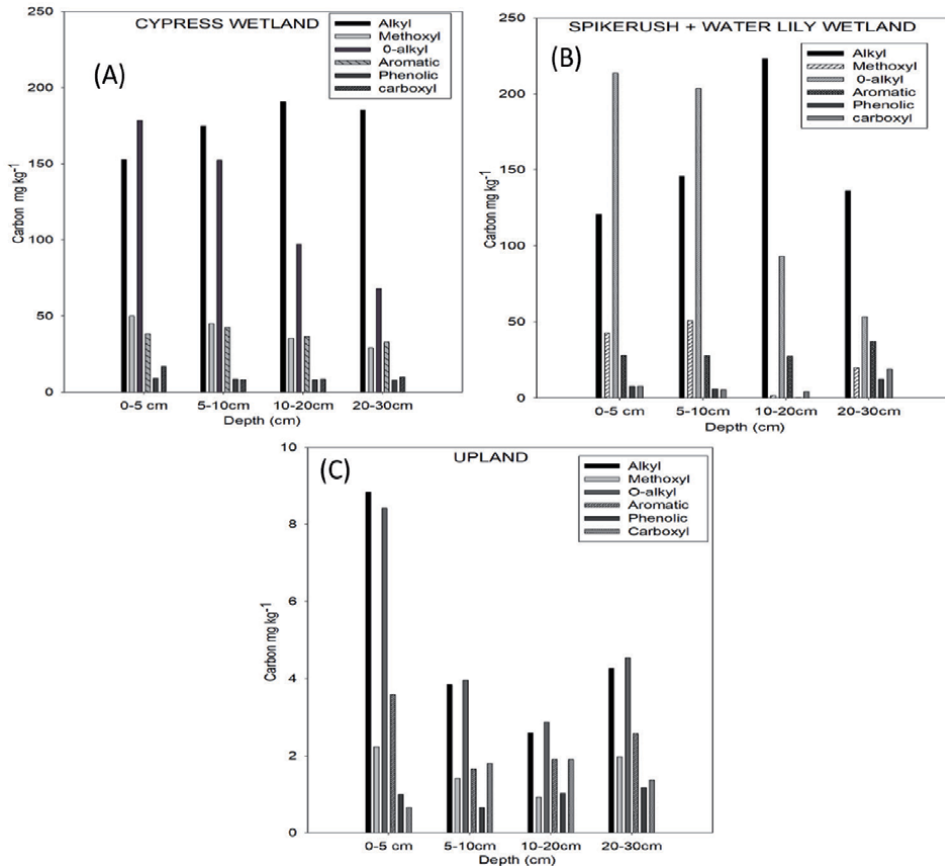 CYPRESS WETLAND
(A)
Alkyl
Methoxyl
0-alkyl
Aromatic
Phenolic
carboxyl
250
200
150
100
50
0
Carbon mg kg-1
0-5 cm
5-10cm
10-20cm
20-30cm
Depth (cm)
SPIKERUSH + WATER LILY WETLAND
(B)
Alkyl
Methoxyl
0-alkyl
Aromatic
Phenolic
carboxyl
250
200
150
100
50
0
Carbon mg kg-1
0-5 cm
5-10cm
10-20cm
20-30cm
Depth (cm)
UPLAND
(C)
Alkyl
Methoxyl
O-alkyl
Aromatic
Phenolic
Carboxyl
10
8
6
4
2
0
Carbon mg kg-1
0-5 cm
5-10cm
10-20cm
20-30cm
Depth (cm)